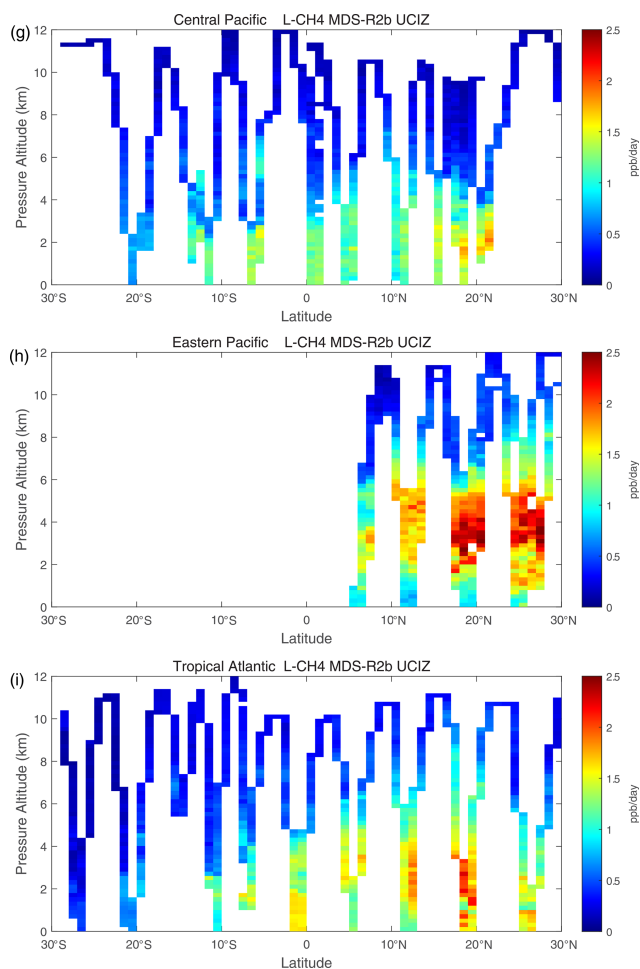 (g) Central Pacific L-CH4 MDS-R2b UCIZ
12
10
8
6
4
2
0
Pressure Altitude (km)
30°S 20°S 10°S 0 10°N 20°N 30°N
Latitude
2.5
2
1.5
1
0.5
0
ppb/day
(h) Eastern Pacific L-CH4 MDS-R2b UCIZ
12
10
8
6
4
2
0
Pressure Altitude (km)
30°S 20°S 10°S 0 10°N 20°N 30°N
Latitude
2.5
2
1.5
1
0.5
0
ppb/day
(i) Tropical Atlantic L-CH4 MDS-R2b UCIZ
12
10
8
6
4
2
0
Pressure Altitude (km)
30°S 20°S 10°S 0 10°N 20°N 30°N
Latitude
2.5
2
1.5
1
0.5
0
ppb/day